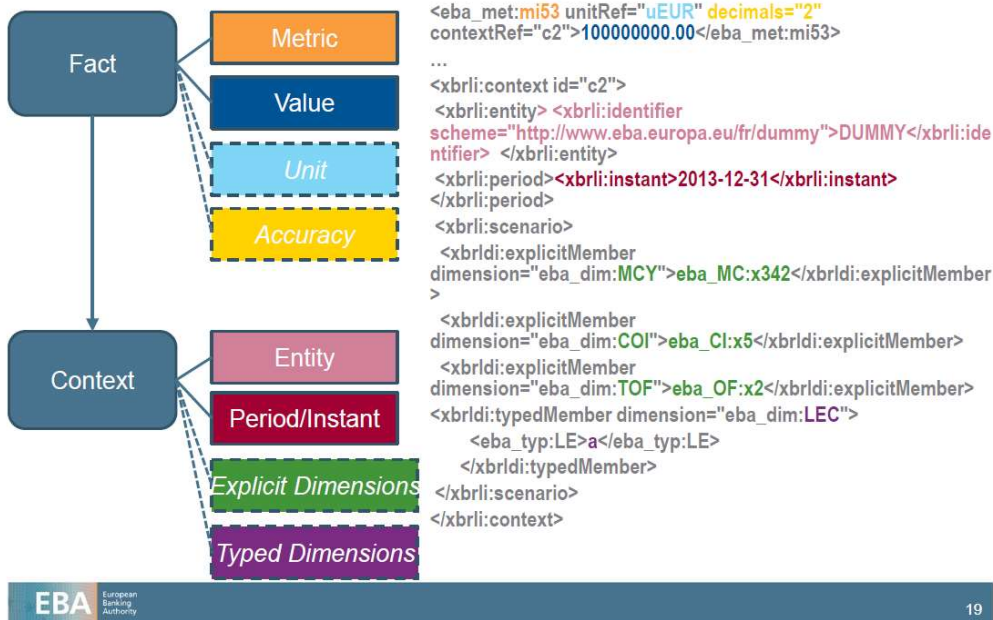 Fact
Metric
Value
Unit
Accuracy
Context
Entity
Period/Instant
Explicit Dimensions
Typed Dimensions
<eba_met:mi53 unitRef="uEUR" decimals="2"
contextRef="c2">100000000.00</eba_met:mi53>
...
<xbrli:context id="c2">
<xbrli:entity> <xbrli:identifier
scheme="http://www.eba.europa.eu/fr/dummy">DUMMY</xbrli:ide
ntifier> </xbrli:entity>
<xbrli:period><xbrli:instant>2013-12-31</xbrli:instant>
</xbrli:period>
<xbrli:scenario>
<xbrldi:explicitMember
dimension="eba_dim:MCY">eba_MC:x342</xbrldi:explicitMember
>
<xbrldi:explicitMember
dimension="eba_dim:COI">eba_CI:x5</xbrldi:explicitMember>
<xbrldi:explicitMember
dimension="eba_dim:TOF">eba_OF:x2</xbrldi:explicitMember>
<xbrldi:typedMember dimension="eba_dim:LEC">
<eba_typ:LE>a</eba_typ:LE>
</xbrldi:typedMember>
</xbrli:scenario>
</xbrli:context>
EBA
European
Banking
Authority
19